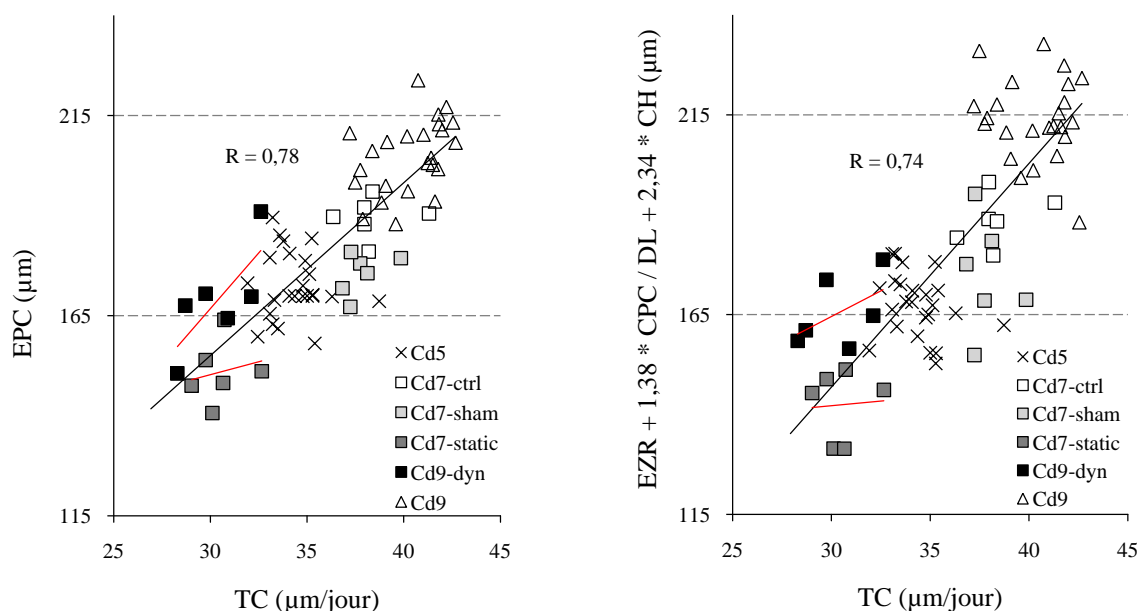 EPC (µm)
215
165
115
R = 0,78
Cd5
Cd7-ctrl
Cd7-sham
Cd7-static
Cd9-dyn
Cd9
25 30 35 40 45
TC (µm/jour)
EZR + 1,38 * CPC / DL + 2,34 * CH (µm)
215
165
115
R = 0,74
Cd5
Cd7-ctrl
Cd7-sham
Cd7-static
Cd9-dyn
Cd9
25 30 35 40 45
TC (µm/jour)